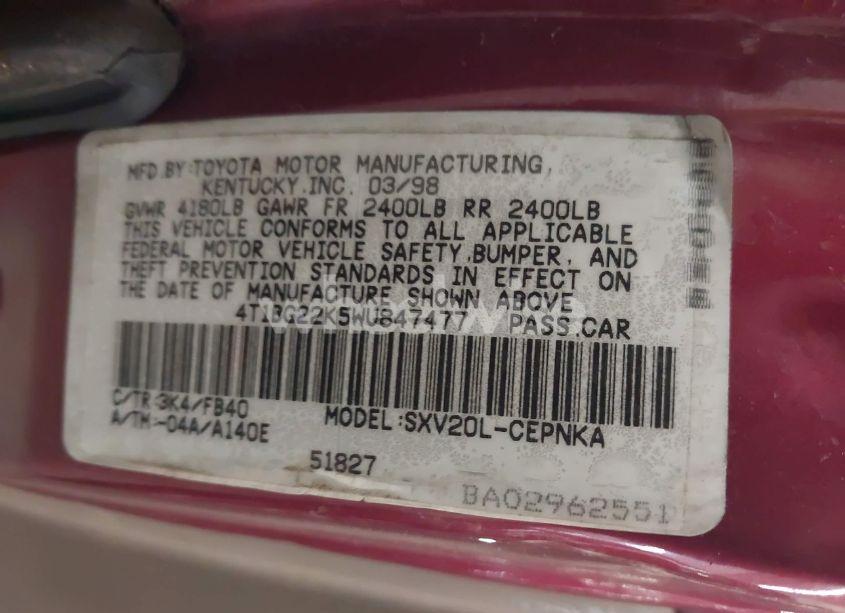 MFD.BY:TOYOTA MOTOR MANUFACTURING,
KENTUCKY,INC. 03/98
GVWR 4180LB GAWR FR 2400LB RR 2400LB
THIS VEHICLE CONFORMS TO ALL APPLICABLE
FEDERAL MOTOR VEHICLE SAFETY,BUMPER, AND
THEFT PREVENTION STANDARDS IN EFFECT ON
THE DATE OF MANUFACTURE SHOWN ABOVE
4T1BG22K5WU847477 PASS.CAR
C/TR:3K4/FB40
A/TM:-04A/A140E
MODEL:SXV20L-CEPNKA
51827
BA02962551